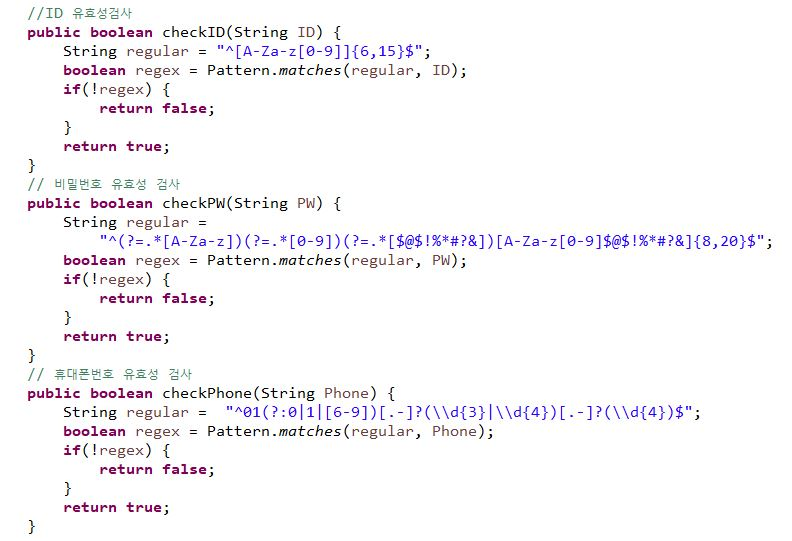 //ID 유효성검사
public boolean checkID(String ID) {
    String regular = "^[A-Za-z[0-9]]{6,15}$";
    boolean regex = Pattern.matches(regular, ID);
    if(!regex) {
        return false;
    }
    return true;
}
// 비밀번호 유효성 검사
public boolean checkPW(String PW) {
    String regular =
        "^(?=.*[A-Za-z])(?=.*[0-9])(?=.*[$@$!%*#?&])[A-Za-z[0-9]$@$!%*#?&]{8,20}$";
    boolean regex = Pattern.matches(regular, PW);
    if(!regex) {
        return false;
    }
    return true;
}
// 휴대폰번호 유효성 검사
public boolean checkPhone(String Phone) {
    String regular =  "^01(?:0|1|[6-9])[.-]?(\\d{3}|\\d{4})[.-]?(\\d{4})$";
    boolean regex = Pattern.matches(regular, Phone);
    if(!regex) {
        return false;
    }
    return true;
}